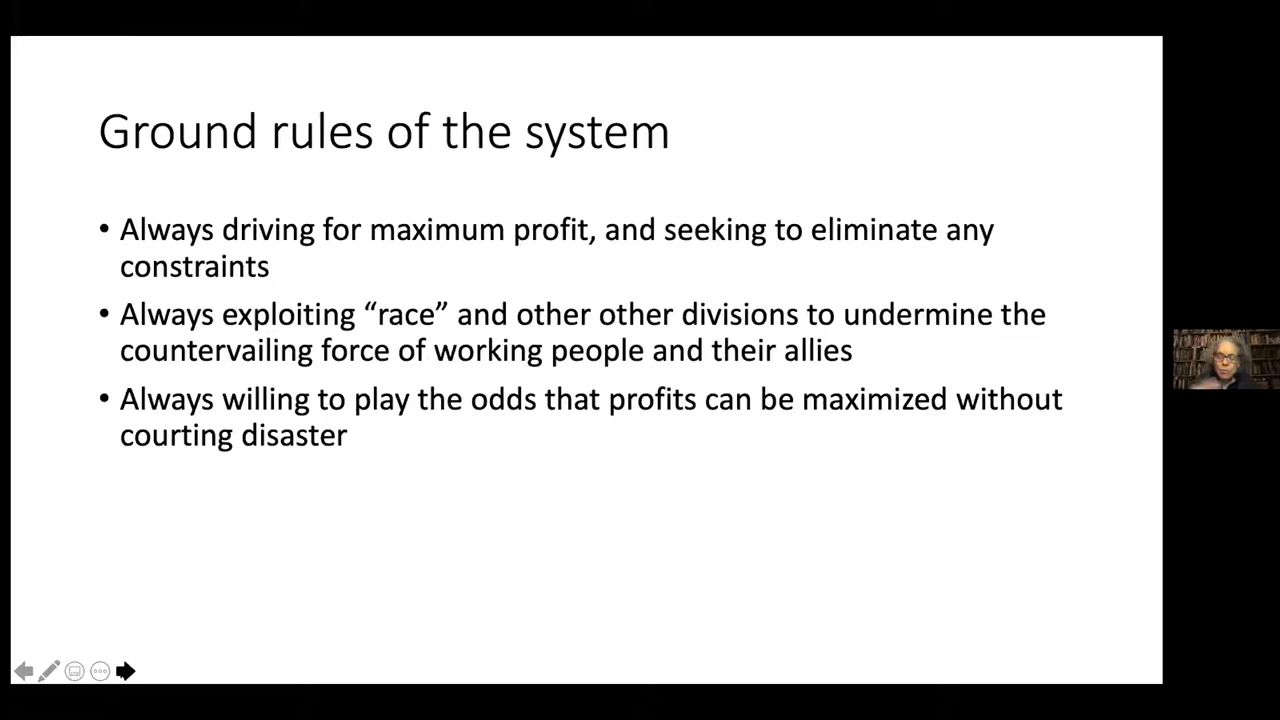 Ground rules of the system
• Always driving for maximum profit, and seeking to eliminate any
constraints
• Always exploiting “race” and other other divisions to undermine the
countervailing force of working people and their allies
• Always willing to play the odds that profits can be maximized without
courting disaster